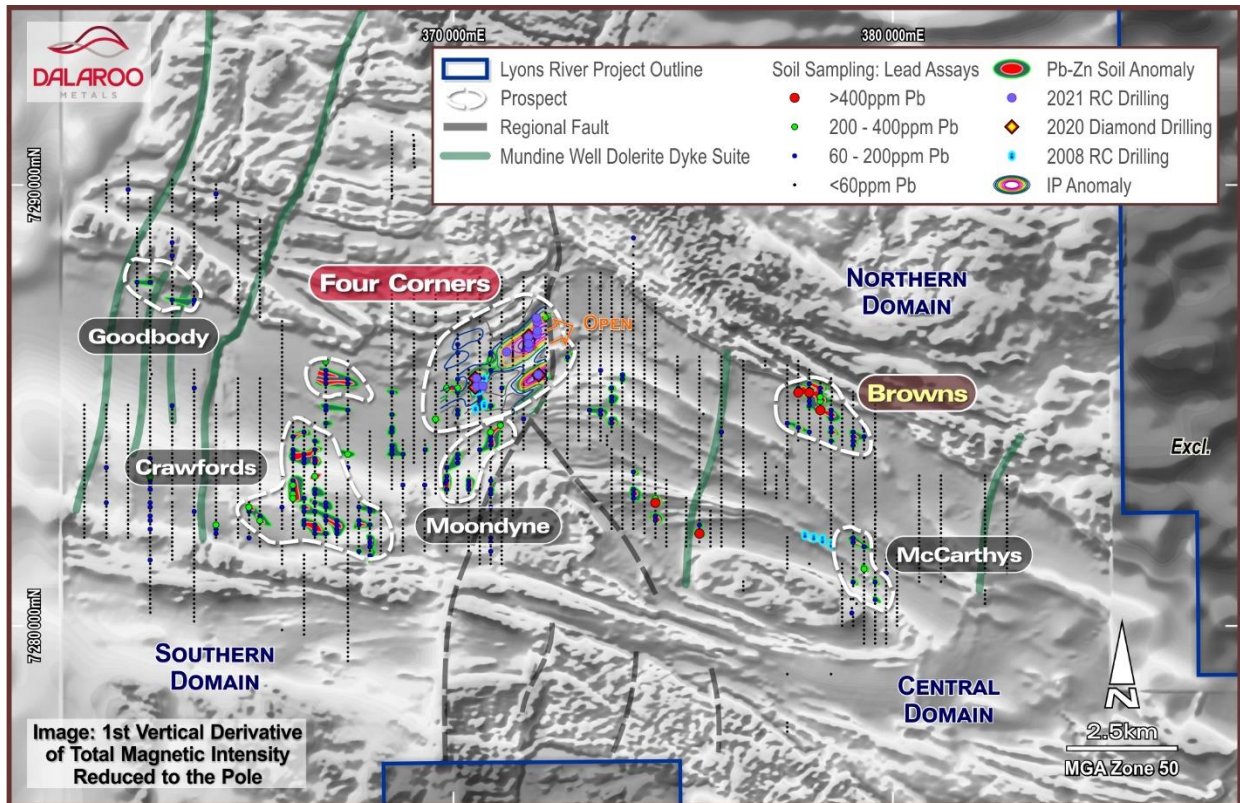 DALAROO
METALS
370 000mE
380 000mE
Lyons River Project Outline
Prospect
Regional Fault
Mundine Well Dolerite Dyke Suite
Soil Sampling: Lead Assays
>400ppm Pb
200 - 400ppm Pb
60 - 200ppm Pb
<60ppm Pb
Pb-Zn Soil Anomaly
2021 RC Drilling
2020 Diamond Drilling
2008 RC Drilling
IP Anomaly
7 290 000mN
Four Corners
NORTHERN
DOMAIN
OPEN
Goodbody
Browns
Crawfords
Excl.
Moondyne
McCarthys
7 280 000mN
SOUTHERN
DOMAIN
CENTRAL
DOMAIN
N
2.5km
MGA Zone 50
Image: 1st Vertical Derivative
of Total Magnetic Intensity
Reduced to the Pole